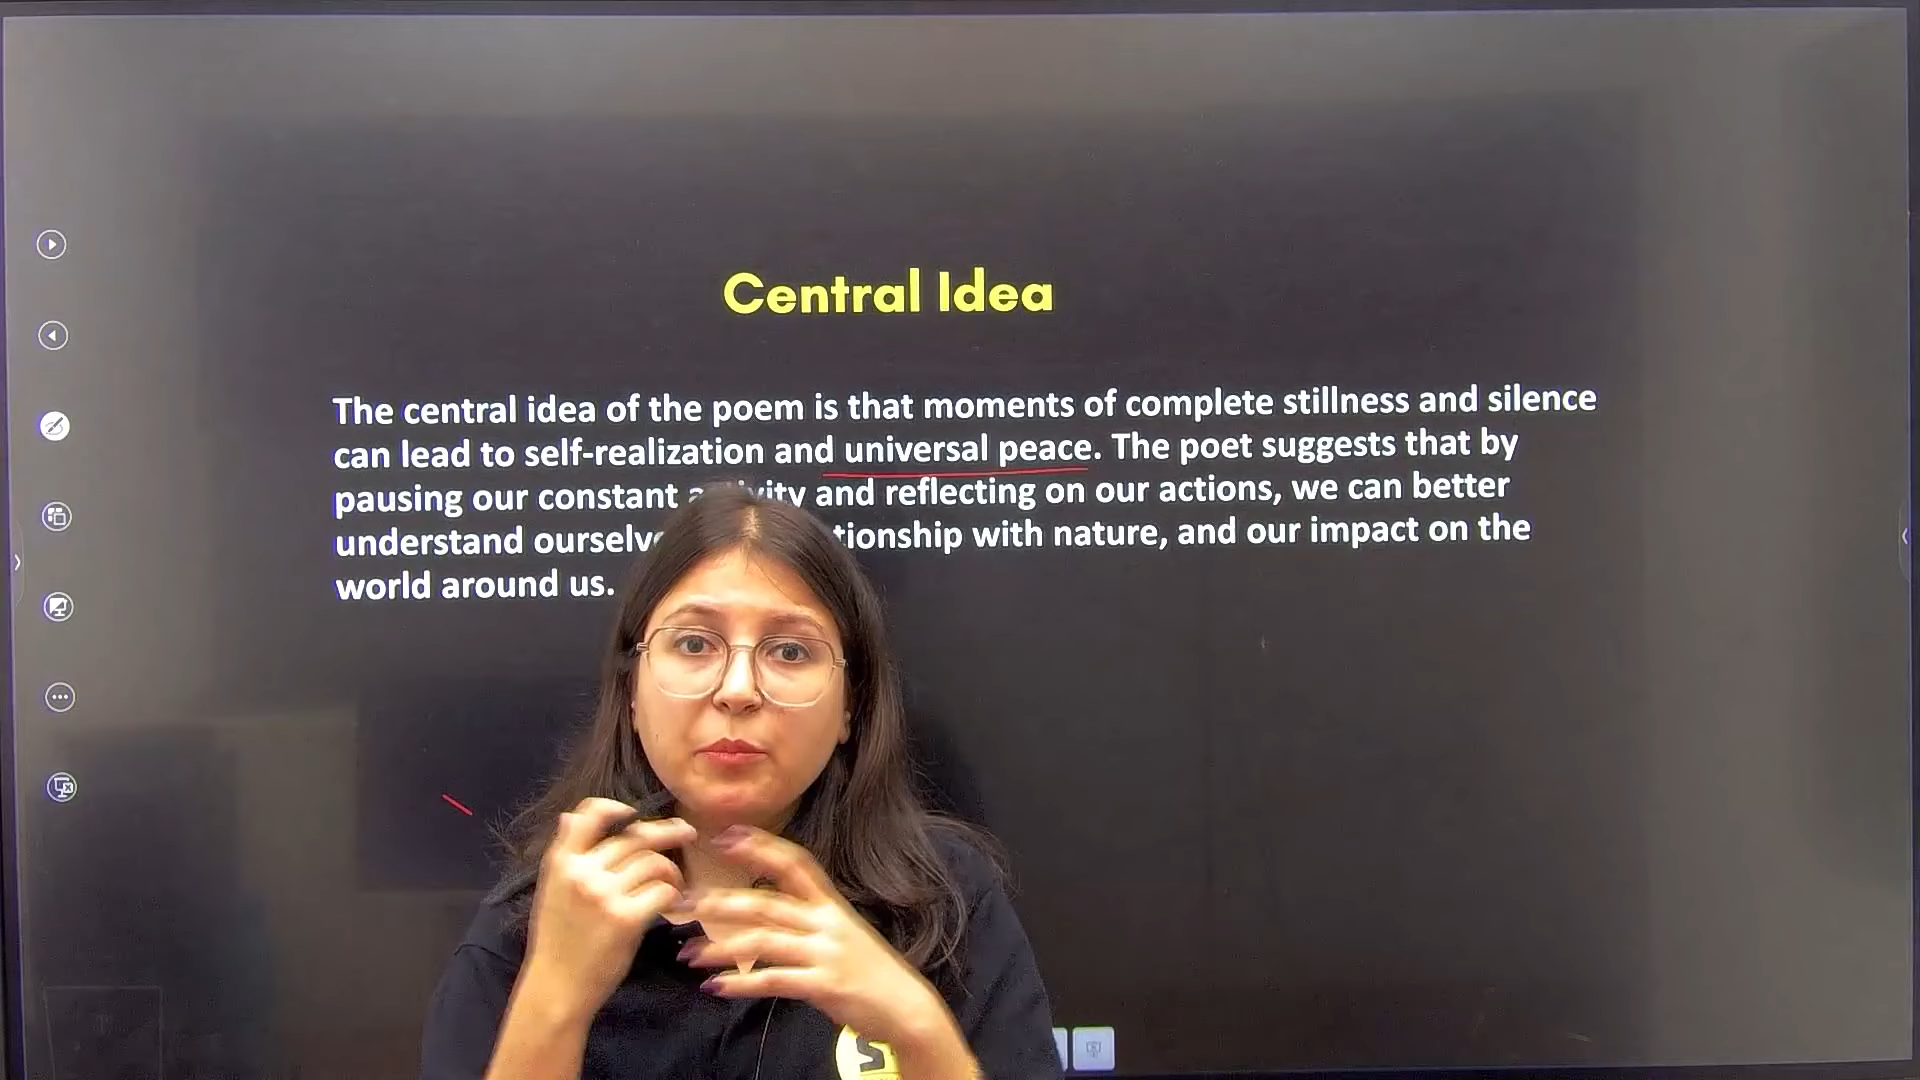 Central Idea
The central idea of the poem is that moments of complete stillness and silence
can lead to self-realization and universal peace. The poet suggests that by
pausing our constant and reflecting on our actions, we can better
understand with nature, and our impact on the
world around us.